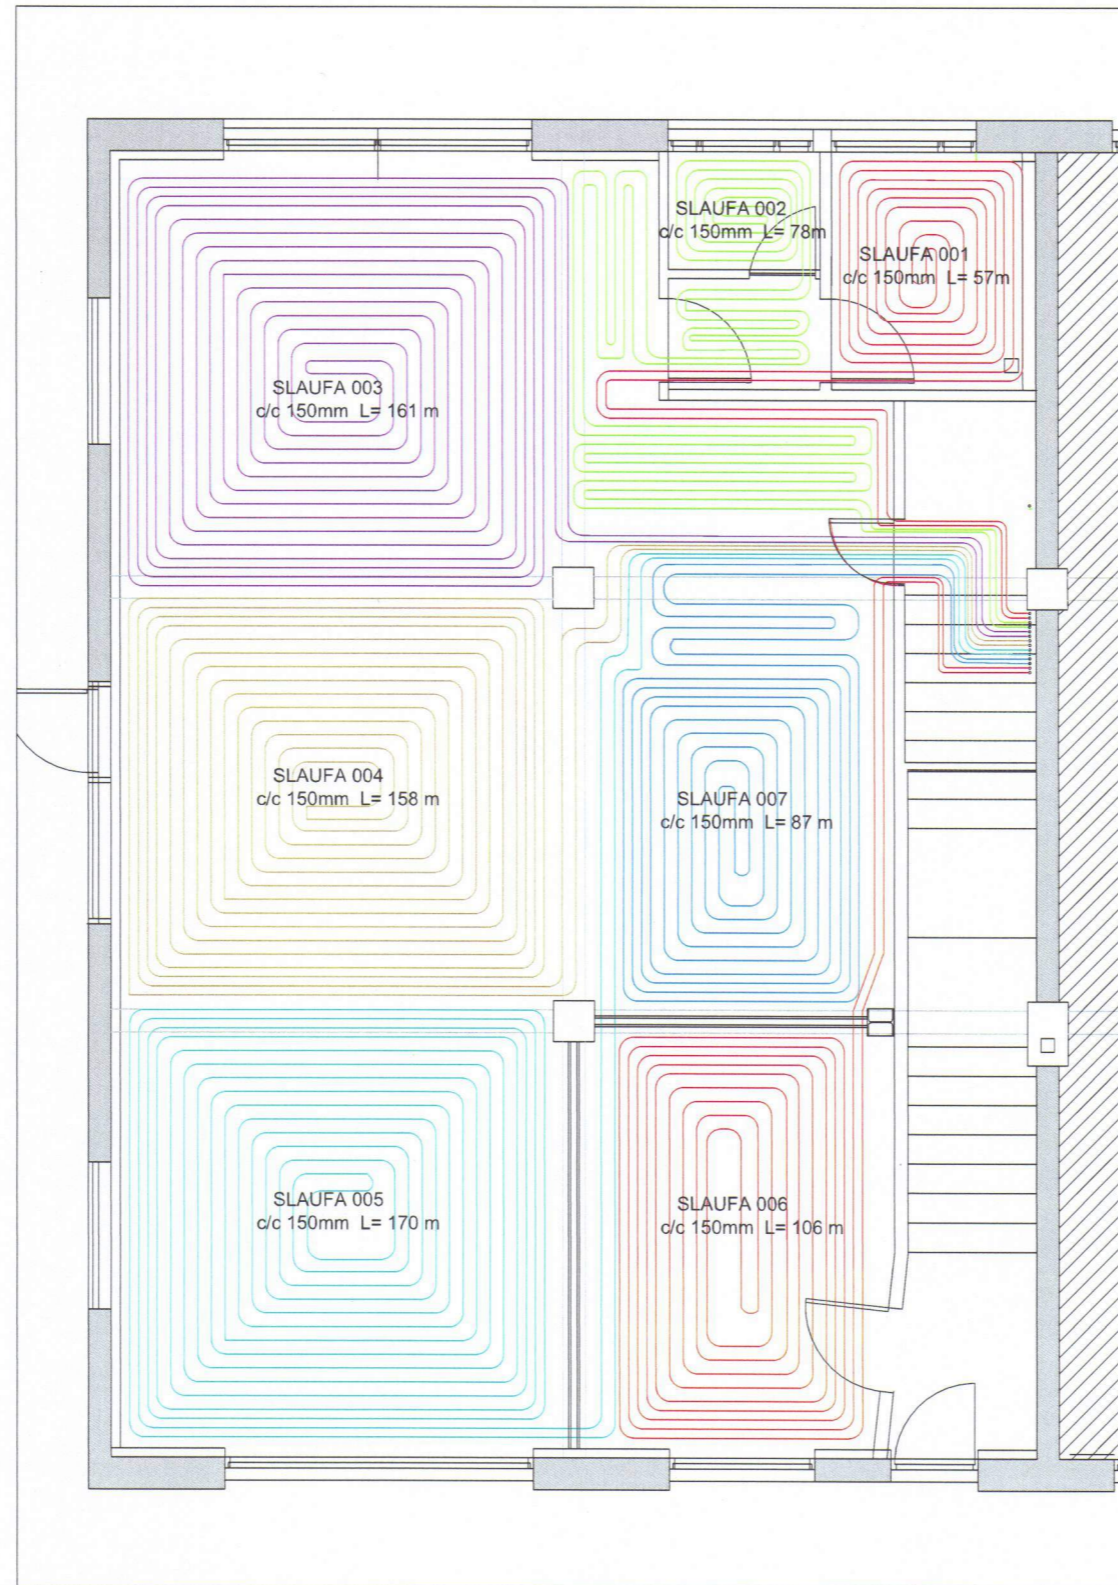 SLAUFA 002
c/c 150mm L= 78m
SLAUFA 001
c/c 150mm L= 57m
SLAUFA 003
c/c 150mm L= 161 m
SLAUFA 004
c/c 150mm L= 158 m
SLAUFA 007
c/c 150mm L= 87 m
SLAUFA 005
c/c 150mm L= 170 m
SLAUFA 006
c/c 150mm L= 106 m